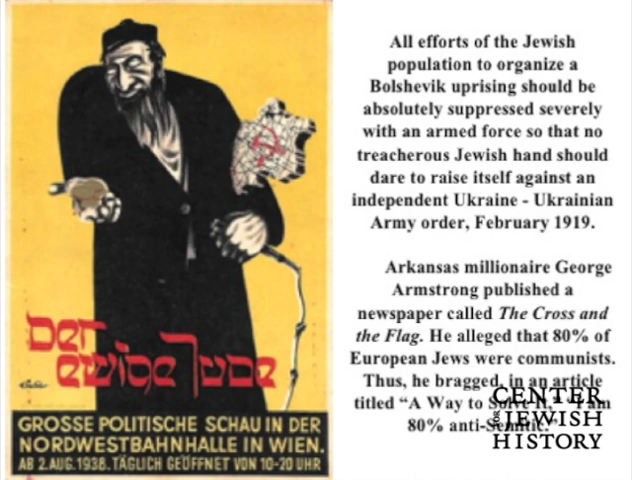 Der
ewige Jude
GROSSE POLITISCHE SCHAU IN DER
NORDWESTBAHNHALLE IN WIEN.
AB 2.AUG.1938. TÄGLICH GEÖFFNET VON 10-20 UHR
All efforts of the Jewish
population to organize a
Bolshevik uprising should be
absolutely suppressed severely
with an armed force so that no
treacherous Jewish hand should
dare to raise itself against an
independent Ukraine - Ukrainian
Army order, February 1919.
Arkansas millionaire George
Armstrong published a
newspaper called The Cross and
the Flag. He alleged that 80% of
European Jews were communists.
Thus, he bragged, in an article
titled “A Way to Solve It,” “I am
80% anti-Semitic.”
CENTER
FOR JEWISH
HISTORY